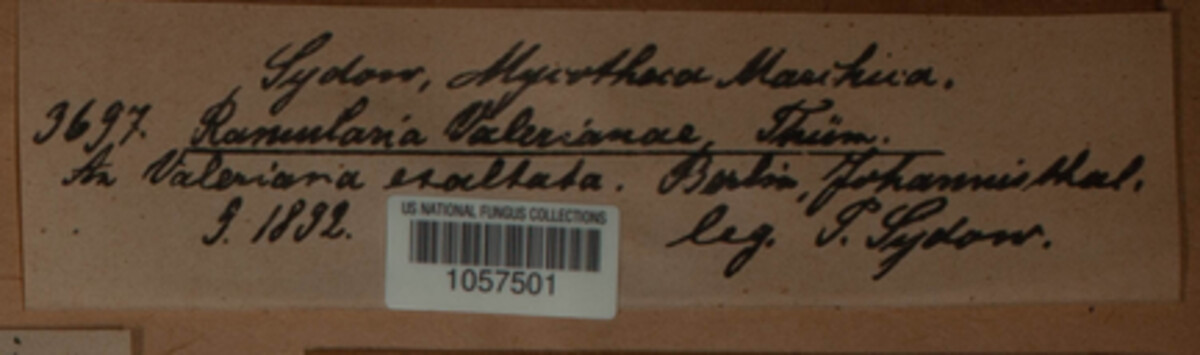 Sydow, Mycotheca Marchica.
3697. Ramularia Valerianae, Thüm.
An Valeriana exaltata. Berlin, Johannisthal.
9. 1892. leg. P. Sydow.
US NATIONAL FUNGUS COLLECTIONS
1057501